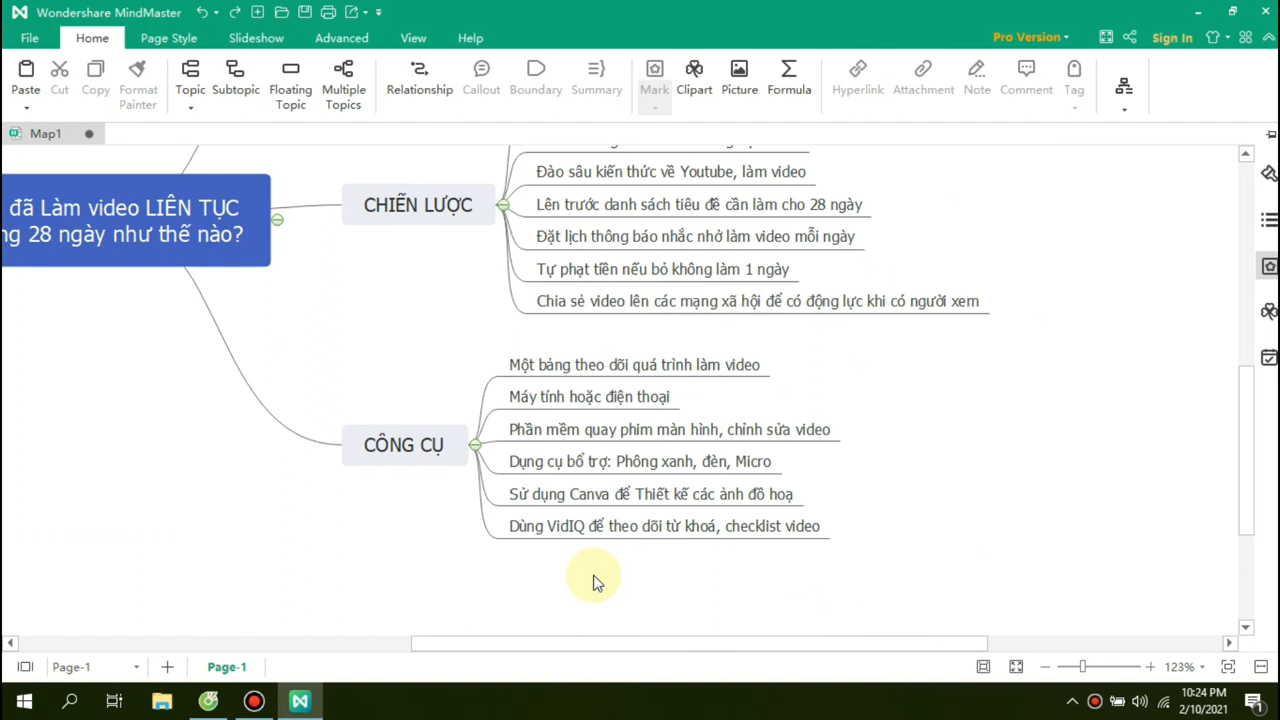 Wondershare MindMaster
File
Home
Page Style
Slideshow
Advanced
View
Help
Pro Version
Sign In
Paste
Cut
Copy
Format
Painter
Topic
Subtopic
Floating
Topic
Multiple
Topics
Relationship
Callout
Boundary
Summary
Mark
Clipart
Picture
Formula
Hyperlink
Attachment
Note
Comment
Tag
Map1
đã Làm video LIÊN TỤC
ng 28 ngày như thế nào?
CHIẾN LƯỢC
Đào sâu kiến thức về Youtube, làm video
Lên trước danh sách tiêu đề cần làm cho 28 ngày
Đặt lịch thông báo nhắc nhở làm video mỗi ngày
Tự phạt tiền nếu bỏ không làm 1 ngày
Chia sẻ video lên các mạng xã hội để có động lực khi có người xem
CÔNG CỤ
Một bảng theo dõi quá trình làm video
Máy tính hoặc điện thoại
Phần mềm quay phim màn hình, chỉnh sửa video
Dụng cụ bổ trợ: Phông xanh, đèn, Micro
Sử dụng Canva để Thiết kế các ảnh đồ hoạ
Dùng VidIQ để theo dõi từ khoá, checklist video
Page-1
Page-1
123%
10:24 PM
2/10/2021
1